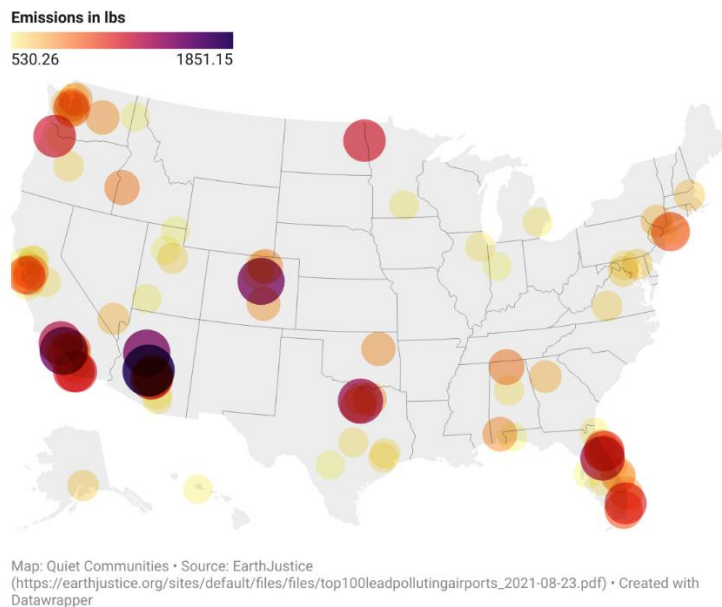 Emissions in lbs
530.26 1851.15
Map: Quiet Communities • Source: EarthJustice
(https://earthjustice.org/sites/default/files/files/top100leadpollutingairports_2021-08-23.pdf) • Created with
Datawrapper